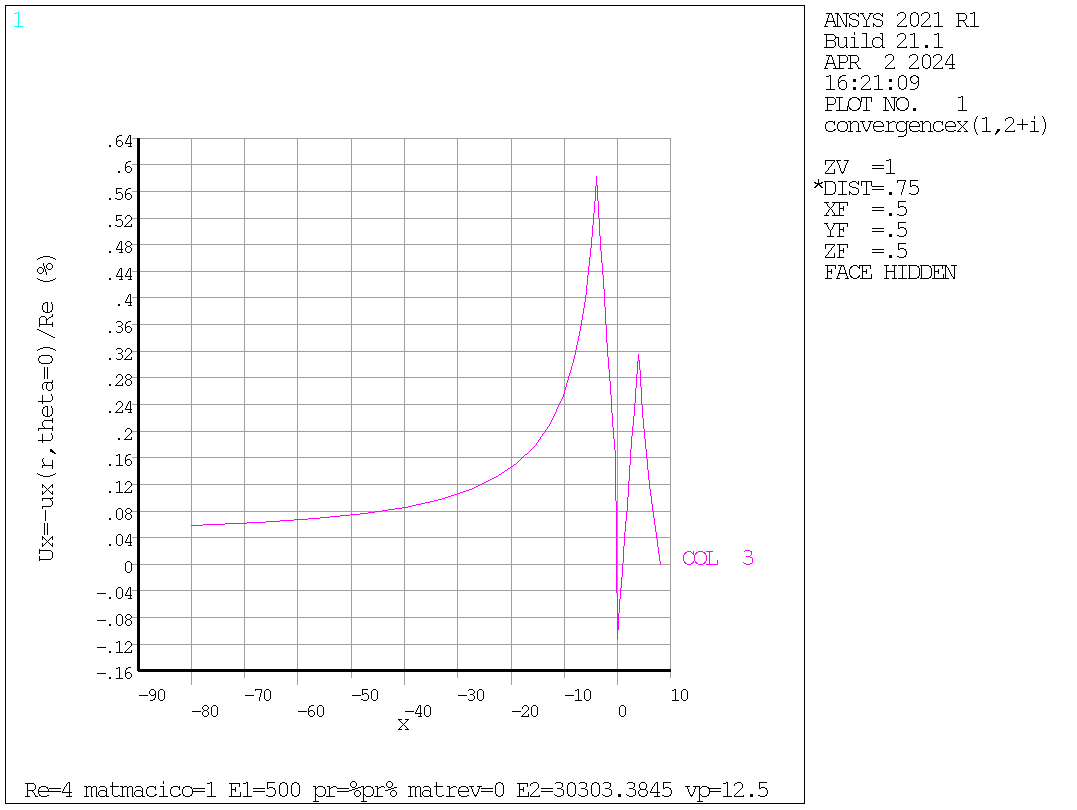 1
ANSYS 2021 R1
Build 21.1
APR  2 2024
16:21:09
PLOT NO.   1
convergencex(1,2+i)
ZV  =1
*DIST=.75
XF  =.5
YF  =.5
ZF  =.5
FACE HIDDEN
Ux=-ux(r,theta=0)/Re (%)
.64
.6
.56
.52
.48
.44
.4
.36
.32
.28
.24
.2
.16
.12
.08
.04
0
-.04
-.08
-.12
-.16
COL  3
-90 -70 -50 -30 -10 10
-80 -60 -40 -20 0
X
Re=4 matmacico=1 E1=500 pr=%pr% matrev=0 E2=30303.3845 vp=12.5